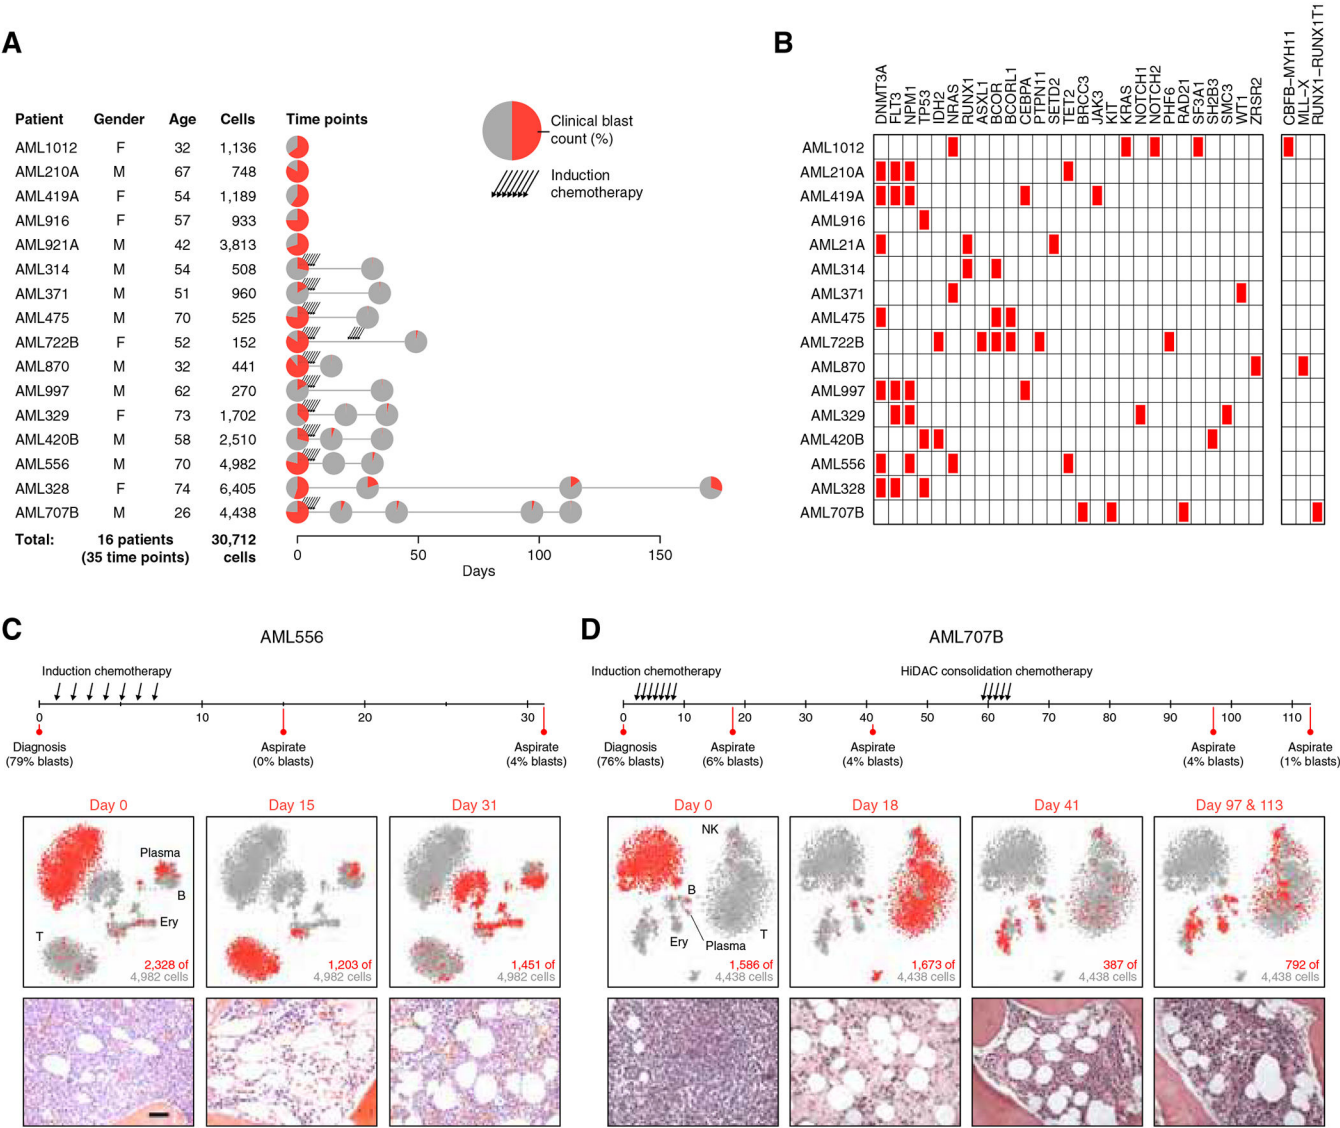 A
Patient Gender Age Cells Time points
AML1012 F 32 1,136
AML210A M 67 748
AML419A F 54 1,189
AML916 F 57 933
AML921A M 42 3,813
AML314 M 54 508
AML371 M 51 960
AML475 M 70 525
AML722B F 52 152
AML870 M 32 441
AML997 M 62 270
AML329 F 73 1,702
AML420B M 58 2,510
AML556 M 70 4,982
AML328 F 74 6,405
AML707B M 26 4,438
Total: 16 patients 30,712
(35 time points) cells
Clinical blast
count (%)
Induction
chemotherapy
0 50 100 150
Days
B
DNMT3A
FLT3
NPM1
TP53
IDH2
NRAS
RUNX1
ASXL1
BCOR
BCORL1
CEBPA
PTPN11
SETD2
TET2
BRCC3
JAK3
KIT
KRAS
NOTCH1
NOTCH2
PHF6
RAD21
SF3A1
SH2B3
SMC3
WT1
ZRSR2
CBFB–MYH11
MLL–X
RUNX1–RUNX1T1
AML1012
AML210A
AML419A
AML916
AML21A
AML314
AML371
AML475
AML722B
AML870
AML997
AML329
AML420B
AML556
AML328
AML707B
C
AML556
Induction chemotherapy
0 10 20 30
Diagnosis
(79% blasts)
Aspirate
(0% blasts)
Aspirate
(4% blasts)
Day 0 Day 15 Day 31
Plasma
B
Ery
T
2,328 of
4,982 cells
1,203 of
4,982 cells
1,451 of
4,982 cells
D
AML707B
Induction chemotherapy HiDAC consolidation chemotherapy
0 10 20 30 40 50 60 70 80 90 100 110
Diagnosis
(76% blasts)
Aspirate
(6% blasts)
Aspirate
(4% blasts)
Aspirate
(4% blasts)
Aspirate
(1% blasts)
Day 0 Day 18 Day 41 Day 97 & 113
NK
B
Ery
Plasma
T
1,586 of
4,438 cells
1,673 of
4,438 cells
387 of
4,438 cells
792 of
4,438 cells